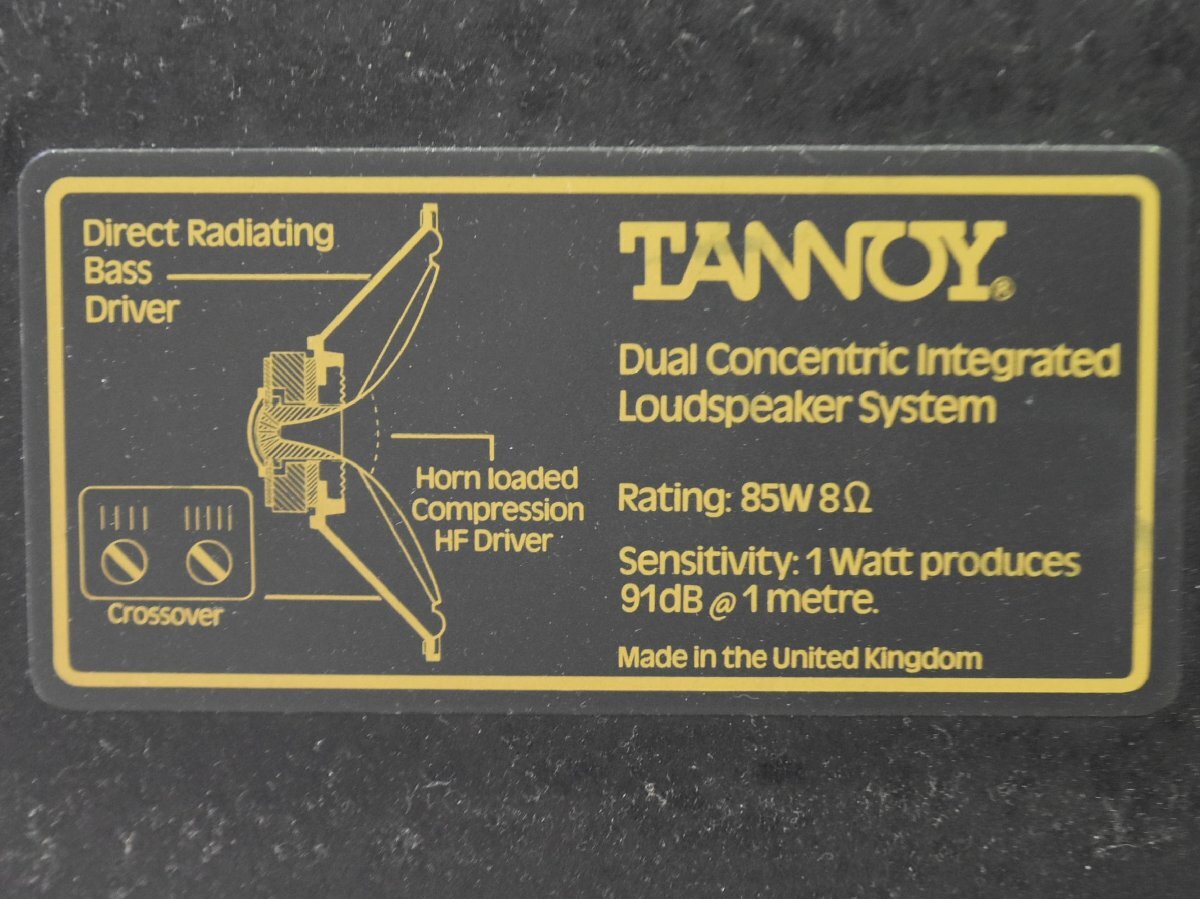 Direct Radiating
Bass
Driver
Horn loaded
Compression
HF Driver
Crossover
TANNOY®
Dual Concentric Integrated
Loudspeaker System
Rating: 85W 8Ω
Sensitivity: 1 Watt produces
91dB @ 1 metre.
Made in the United Kingdom